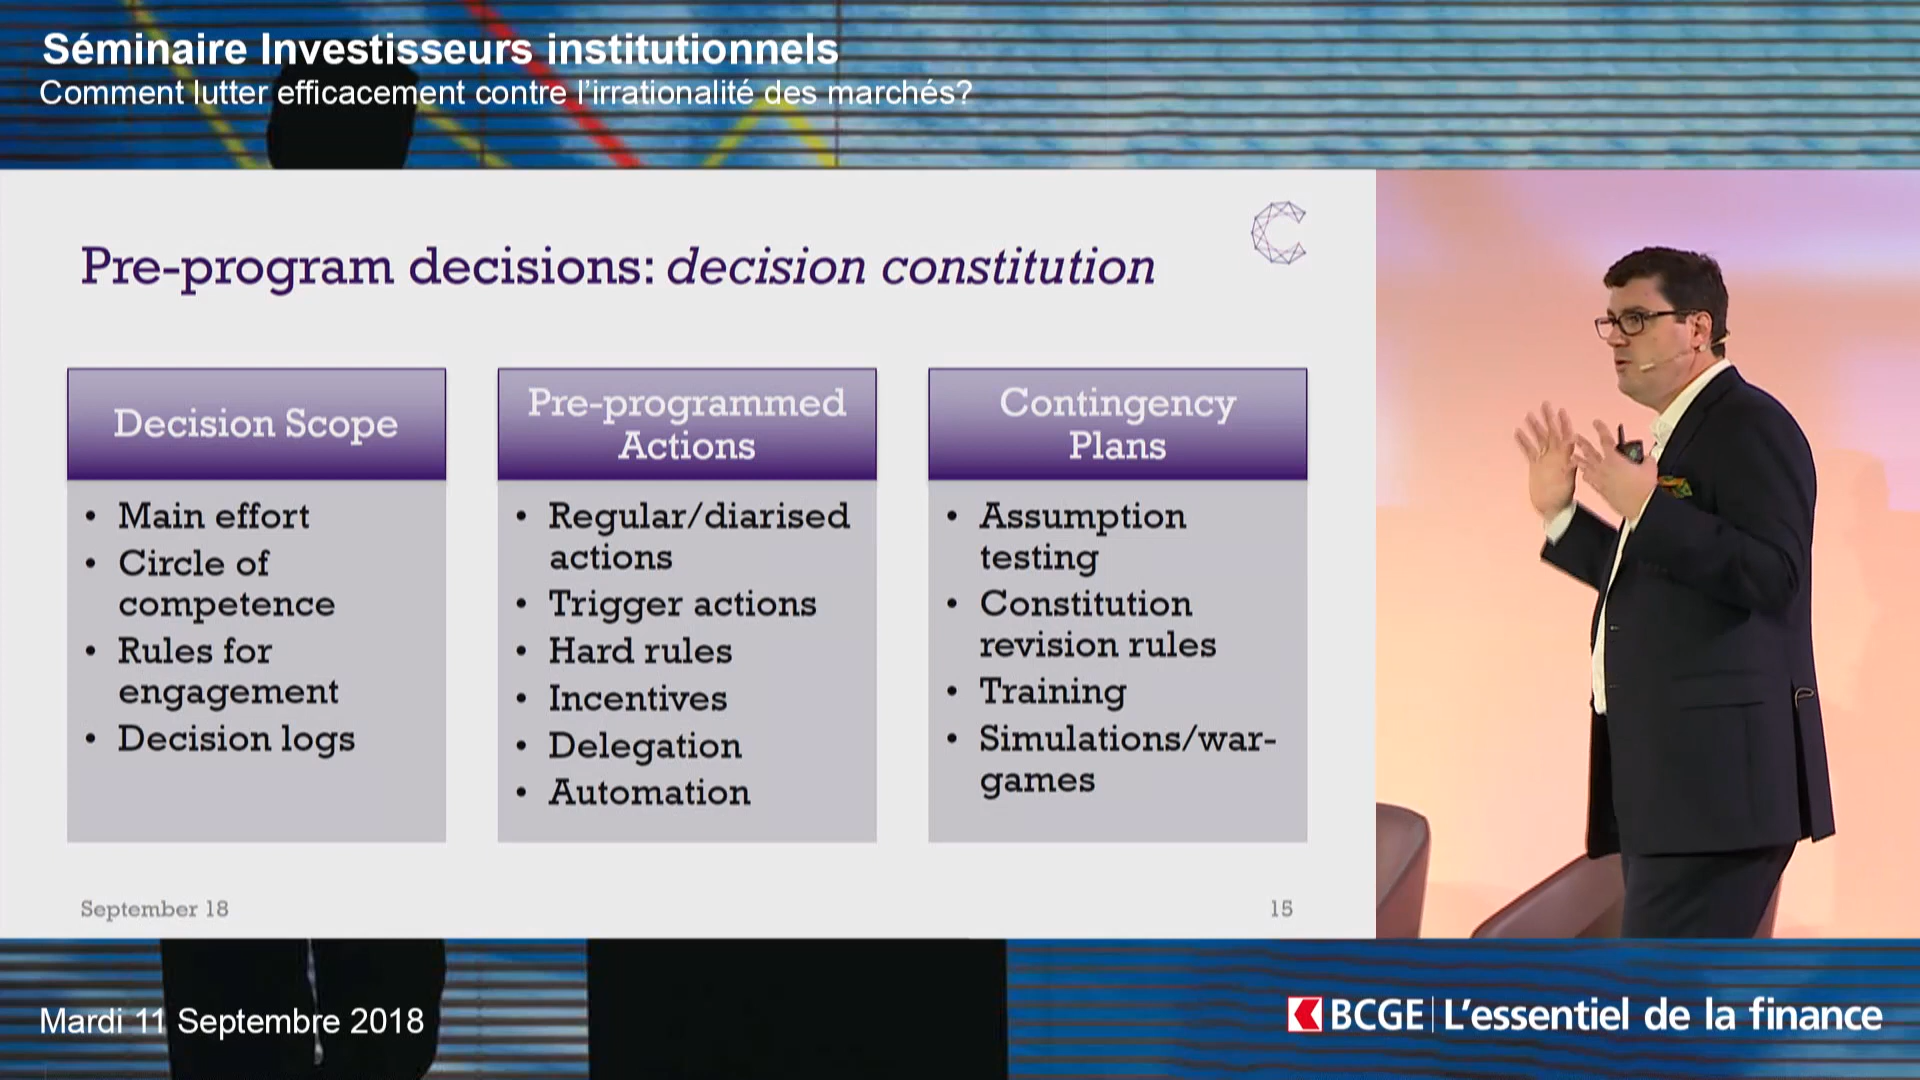 Séminaire Investisseurs institutionnels
Comment lutter efficacement contre l'irrationalité des marchés?
Pre-program decisions: decision constitution
Decision Scope
• Main effort
• Circle of
competence
• Rules for
engagement
• Decision logs
Pre-programmed
Actions
• Regular/diarised
actions
• Trigger actions
• Hard rules
• Incentives
• Delegation
• Automation
Contingency
Plans
• Assumption
testing
• Constitution
revision rules
• Training
• Simulations/war-
games
September 18
15
Mardi 11 Septembre 2018
BCGE | L'essentiel de la finance